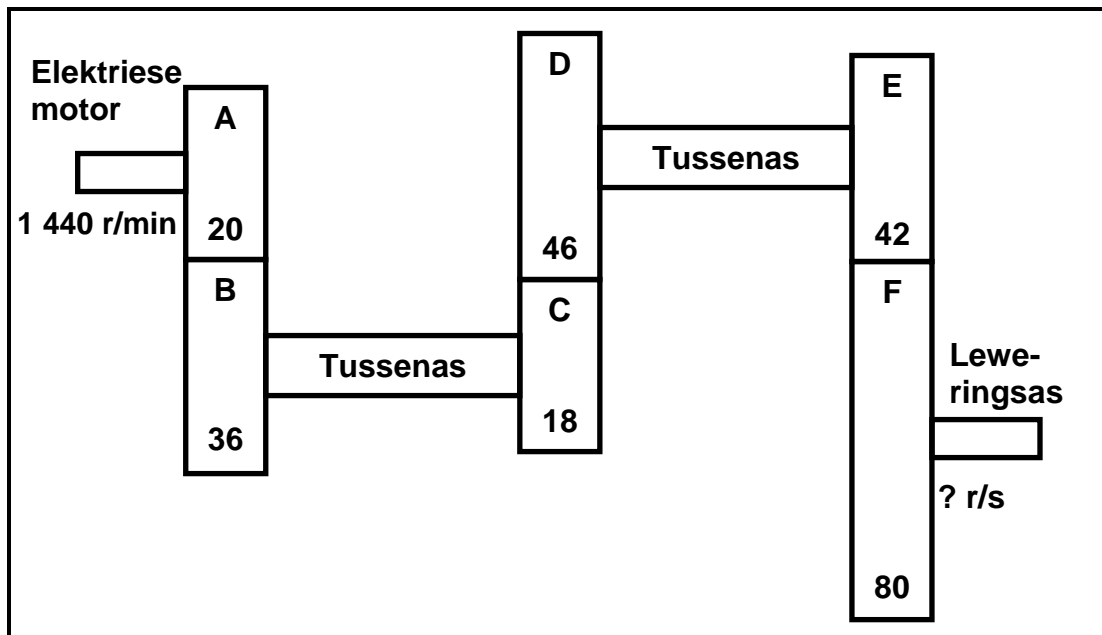 Elektriese
motor
1 440 r/min
A
20
B
36
Tussenas
D
46
C
18
Tussenas
E
42
F
80
Lewe-
ringsas
? r/s